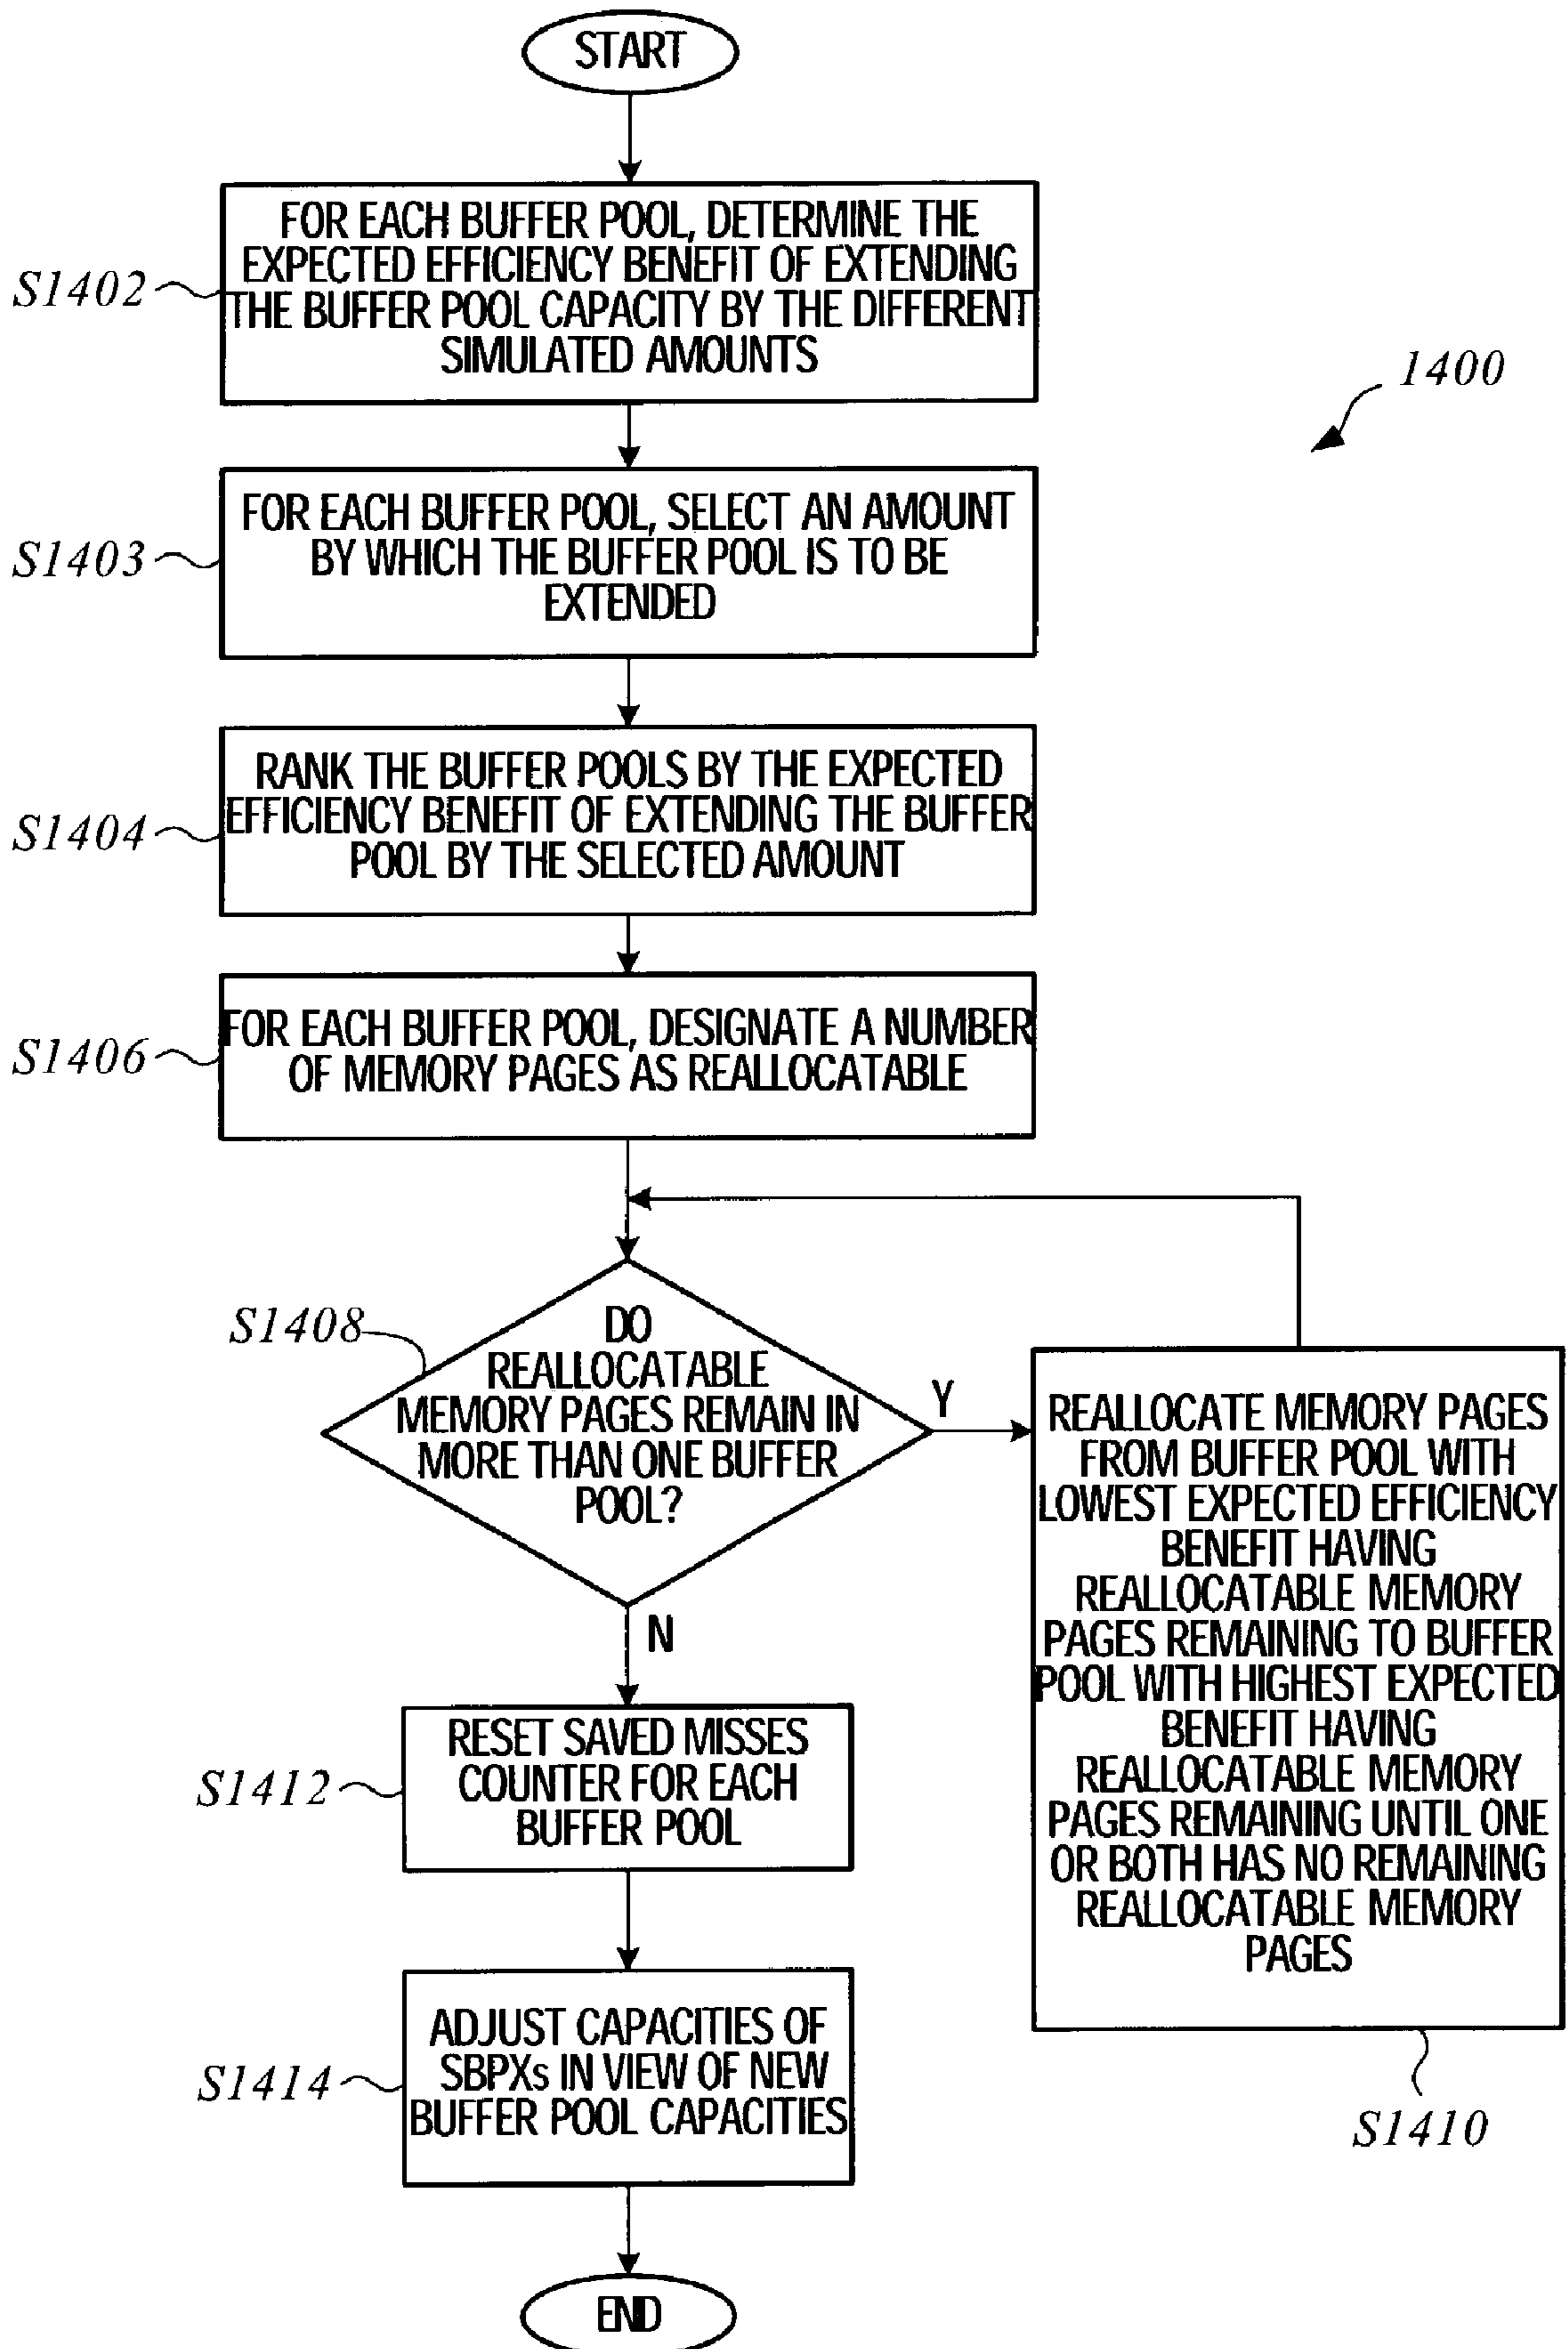 START
S1402
FOR EACH BUFFER POOL, DETERMINE THE
EXPECTED EFFICIENCY BENEFIT OF EXTENDING
THE BUFFER POOL CAPACITY BY THE DIFFERENT
SIMULATED AMOUNTS
1400
S1403
FOR EACH BUFFER POOL, SELECT AN AMOUNT
BY WHICH THE BUFFER POOL IS TO BE
EXTENDED
S1404
RANK THE BUFFER POOLS BY THE EXPECTED
EFFICIENCY BENEFIT OF EXTENDING THE BUFFER
POOL BY THE SELECTED AMOUNT
S1406
FOR EACH BUFFER POOL, DESIGNATE A NUMBER
OF MEMORY PAGES AS REALLOCATABLE
S1408
DO
REALLOCATABLE
MEMORY PAGES REMAIN IN
MORE THAN ONE BUFFER
POOL?
Y
REALLOCATE MEMORY PAGES
FROM BUFFER POOL WITH
LOWEST EXPECTED EFFICIENCY
BENEFIT HAVING
REALLOCATABLE MEMORY
PAGES REMAINING TO BUFFER
POOL WITH HIGHEST EXPECTED
BENEFIT HAVING
REALLOCATABLE MEMORY
PAGES REMAINING UNTIL ONE
OR BOTH HAS NO REMAINING
REALLOCATABLE MEMORY
PAGES
S1410
N
S1412
RESET SAVED MISSES
COUNTER FOR EACH
BUFFER POOL
S1414
ADJUST CAPACITIES OF
SBPXs IN VIEW OF NEW
BUFFER POOL CAPACITIES
END